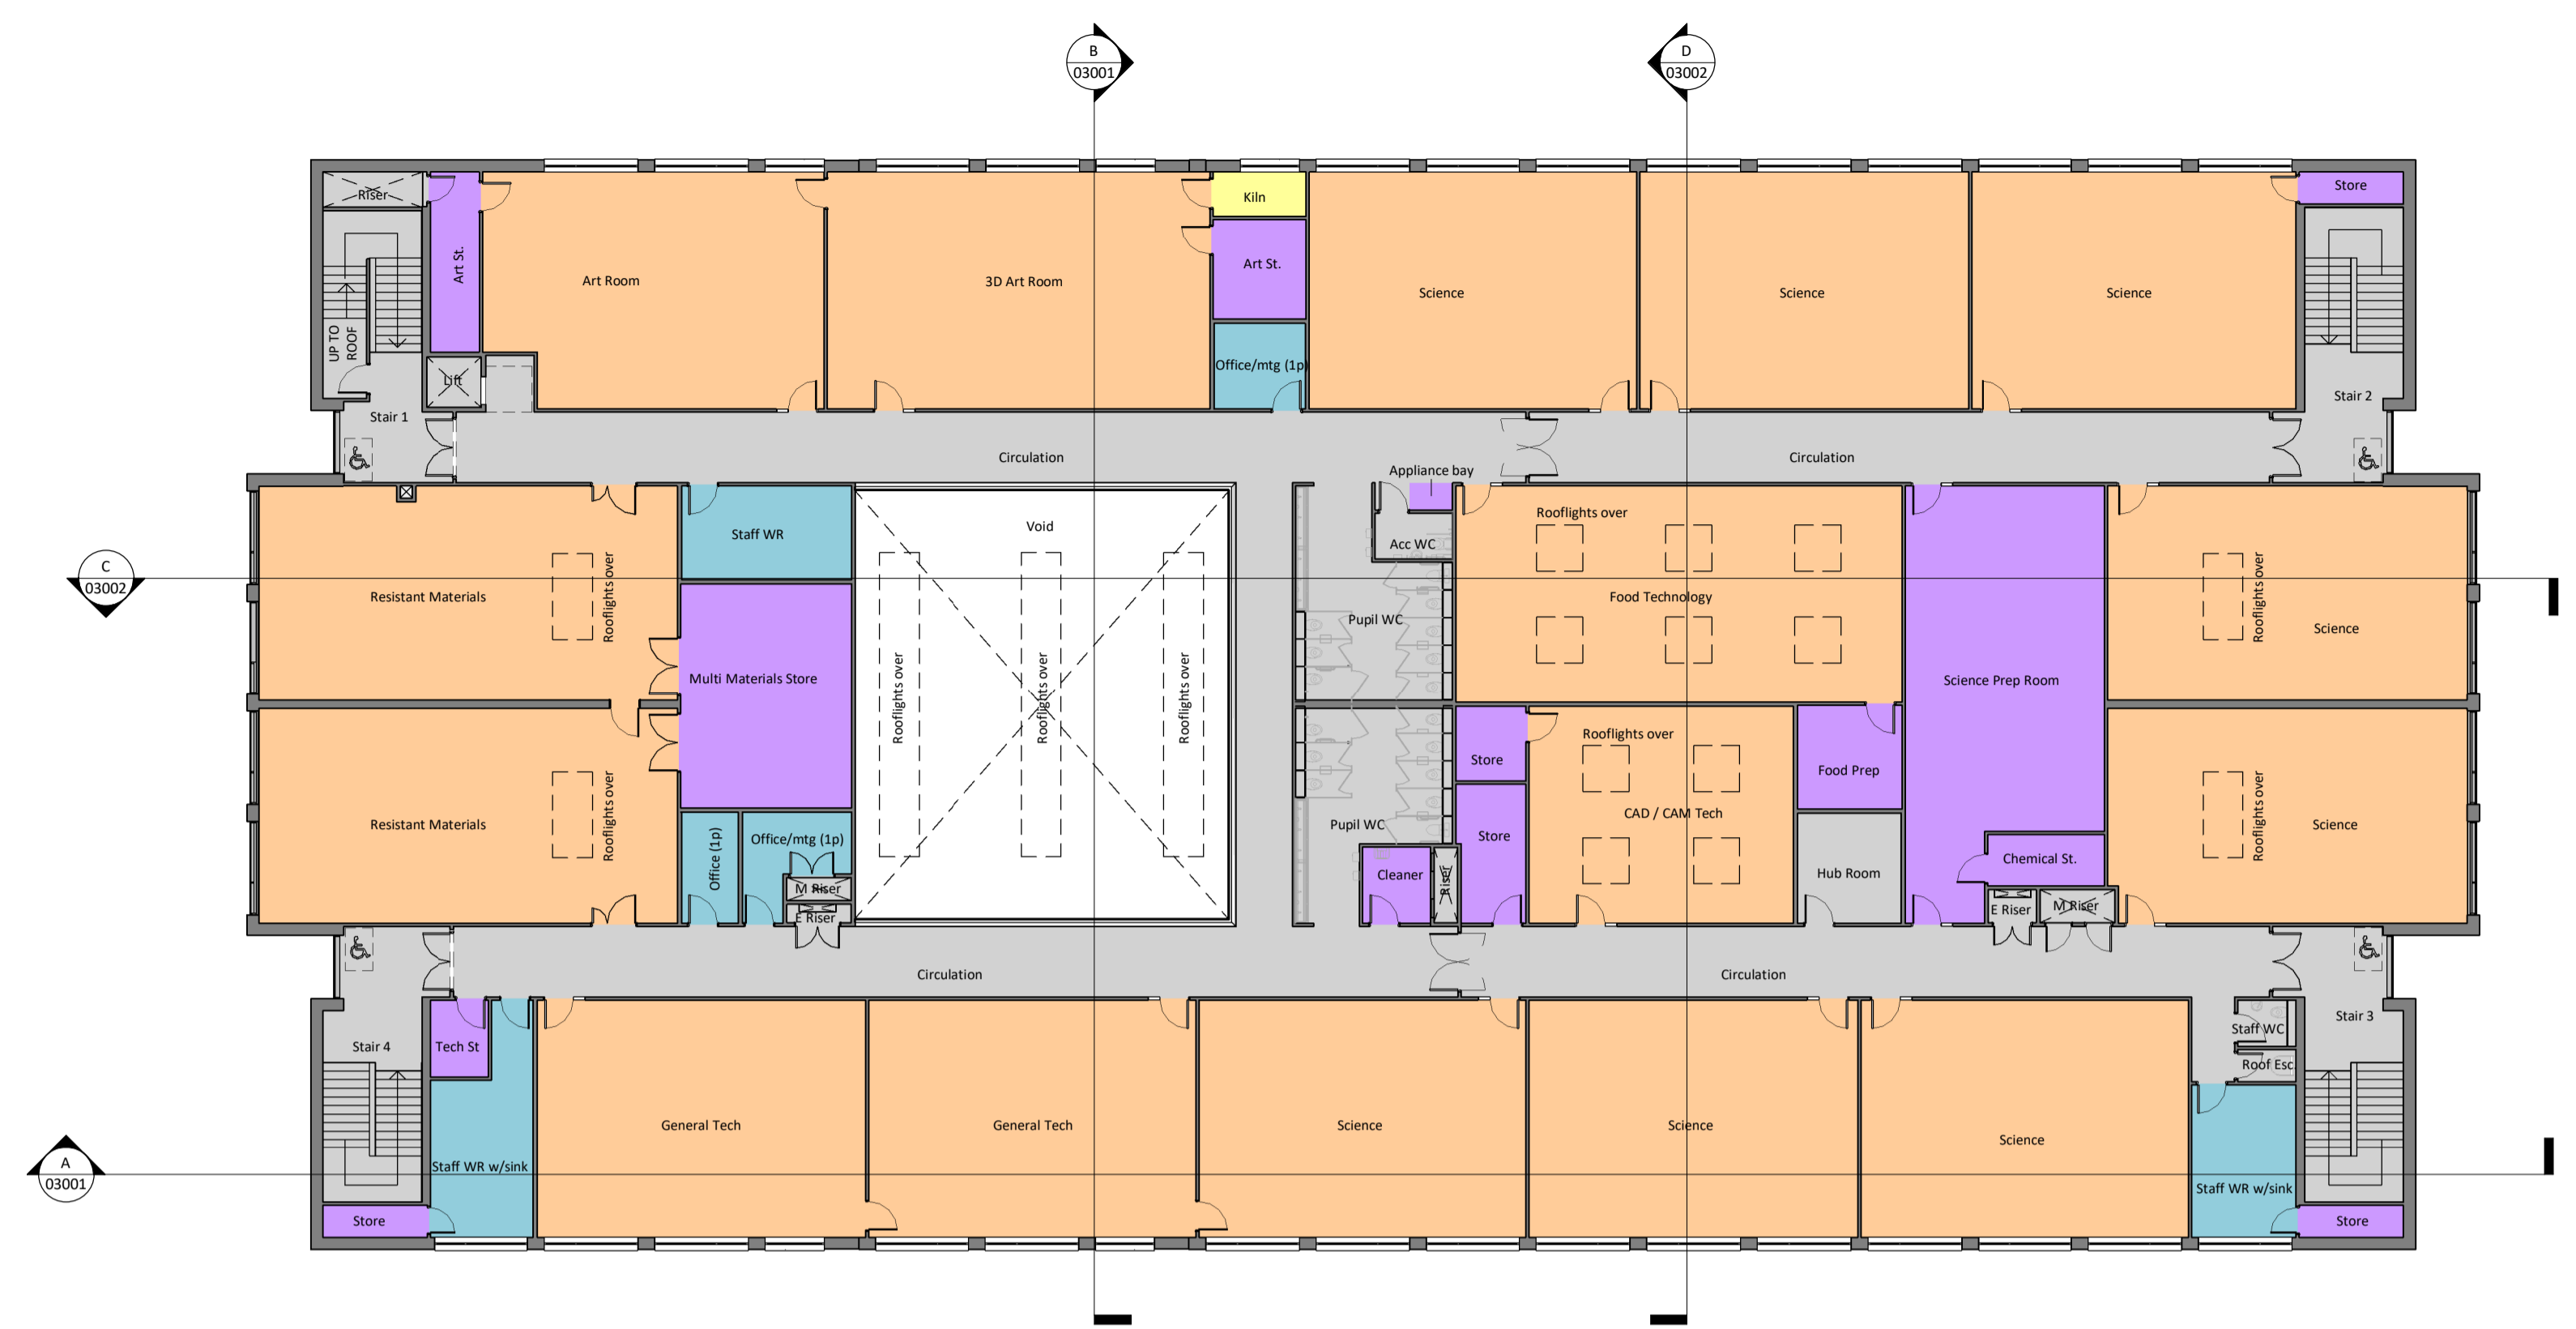 B
03001
D
03002
Riser
Art St.
Art Room
3D Art Room
Kiln
Art St.
Office/mtg (1p)
Science
Science
Science
Store
UP TO
ROOF
Lift
Stair 1
Stair 2
Circulation
Circulation
Appliance bay
C
03002
Resistant Materials
Rooflights over
Staff WR
Void
Acc WC
Pupil WC
Rooflights over
Food Technology
Science Prep Room
Rooflights over
Science
Multi Materials Store
Rooflights over
Rooflights over
Rooflights over
Resistant Materials
Rooflights over
Office (1p)
Office/mtg (1p)
M Riser
E Riser
Pupil WC
Cleaner
Riser
Store
Store
Rooflights over
CAD / CAM Tech
Food Prep
Hub Room
Chemical St.
E Riser
M Riser
Rooflights over
Science
Circulation
Circulation
Stair 4
Tech St
Staff WR w/sink
Store
General Tech
General Tech
Science
Science
Science
Staff WC
Roof Esc.
Stair 3
Staff WR w/sink
Store
A
03001